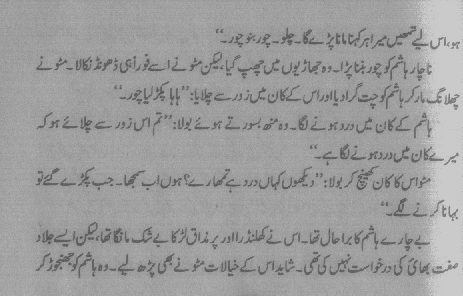 ہو، اس لیے تمھیں میرا ہر کہنا ماننا پڑے گا۔ چلو۔ چور بنو چور۔‘‘
ناچار ہاشم کو چور بننا پڑا۔ وہ جھاڑیوں میں چھپ گیا، لیکن مٹو نے اسے فوراً ہی ڈھونڈ نکالا۔ مٹو نے
چھلانگ مار کر ہاشم کو چت گرا دیا اور اس کے کان میں زور سے چلایا: ’’ہاہا پکڑ لیا چور۔‘‘
ہاشم کے کان میں درد ہونے لگا۔ وہ منھ بسورتے ہوئے بولا: ’’تم اس زور سے چلائے ہو کہ
میرے کان میں درد ہونے لگا ہے۔‘‘
مٹو اس کا کان کھینچ کر بولا: ’’دیکھوں کہاں درد ہے تمھارے؟ ہوں اب سمجھا۔ جب پکڑے گئے تو
بہانا کرنے لگے۔‘‘
بے چارے ہاشم کا برا حال تھا۔ اس نے کھلنڈرا اور پر مذاق لڑکا بے شک مانگا تھا، لیکن ایسے جلاد
صفت بھائی کی درخواست نہیں کی تھی۔ شاید اس کے خیالات مٹو نے بھی پڑھ لیے۔ وہ ہاشم کو جھنجوڑ کر